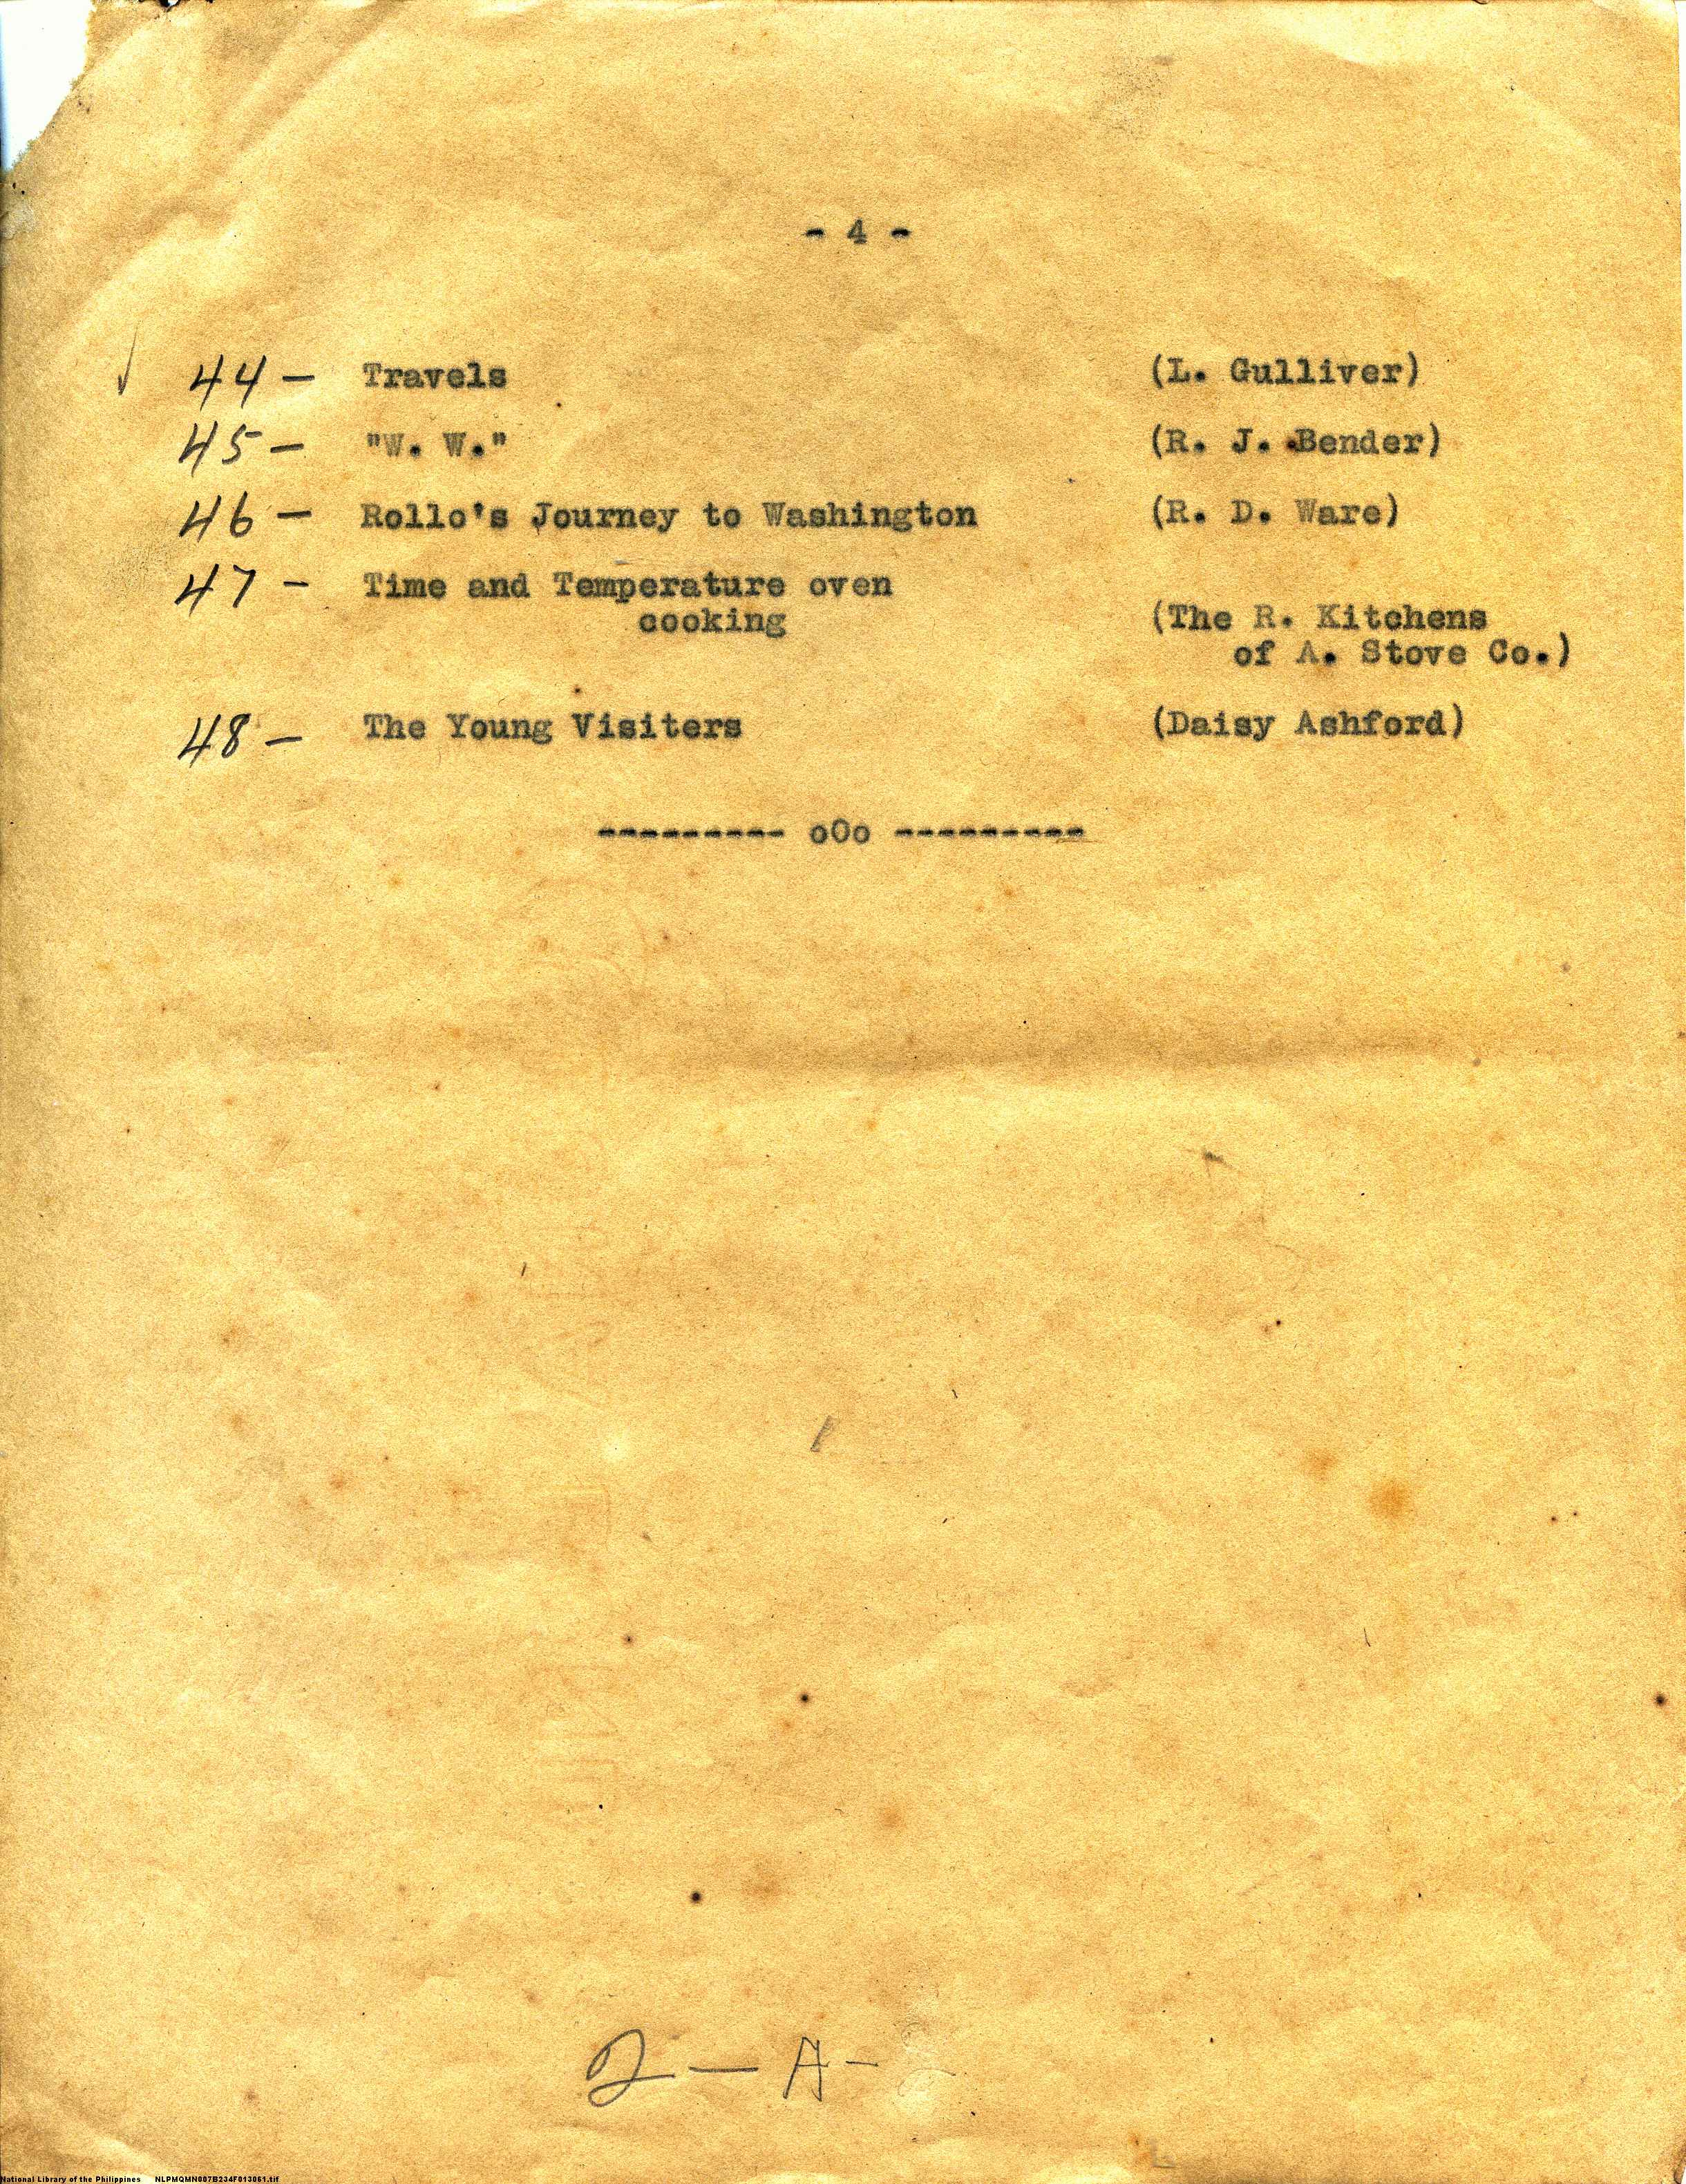 - 4 -
✓ 44 - Travels (L. Gulliver)
45 - "W. W." (R. J. Bender)
46 - Rollo's Journey to Washington (R. D. Ware)
47 - Time and Temperature oven
cooking (The R. Kitchens
of A. Stove Co.)
48 - The Young Visiters (Daisy Ashford)
--------- oOo ---------
2 — A -
National Library of the Philippines NLPMQMN007B234F013061.tif